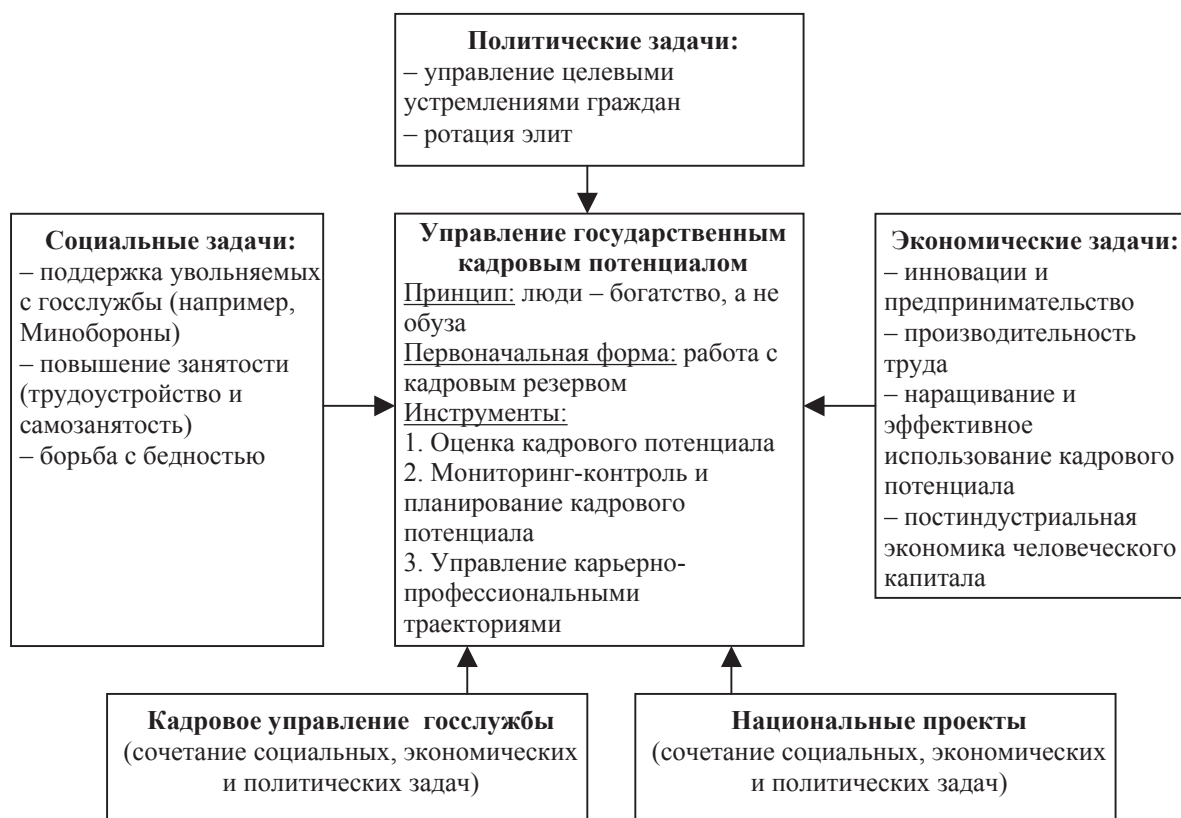 Политические задачи:
– управление целевыми
устремлениями граждан
– ротация элит
Социальные задачи:
– поддержка увольняемых
с госслужбы (например,
Минобороны)
– повышение занятости
(трудоустройство и
самозанятость)
– борьба с бедностью
Управление государственным
кадровым потенциалом
Принцип: люди – богатство, а не
обуза
Первоначальная форма: работа с
кадровым резервом
Инструменты:
1. Оценка кадрового потенциала
2. Мониторинг-контроль и
планирование кадрового
потенциала
3. Управление карьерно-
профессиональными
траекториями
Экономические задачи:
– инновации и
предпринимательство
– производительность
труда
– наращивание и
эффективное
использование кадрового
потенциала
– постиндустриальная
экономика человеческого
капитала
Кадровое управление госслужбы
(сочетание социальных, экономических
и политических задач)
Национальные проекты
(сочетание социальных, экономических
и политических задач)